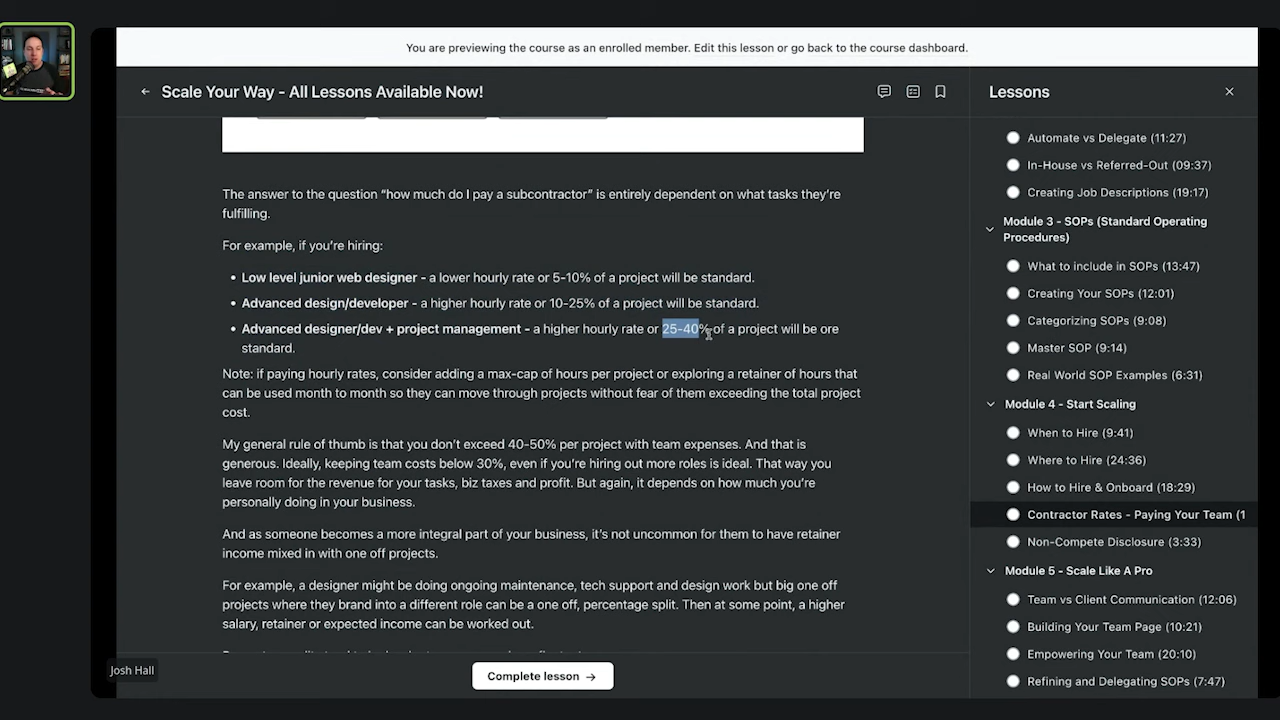 You are previewing the course as an enrolled member. Edit this lesson or go back to the course dashboard.
Scale Your Way - All Lessons Available Now!
The answer to the question “how much do I pay a subcontractor” is entirely dependent on what tasks they’re
fulfilling.
For example, if you’re hiring:
• Low level junior web designer - a lower hourly rate or 5-10% of a project will be standard.
• Advanced design/developer - a higher hourly rate or 10-25% of a project will be standard.
• Advanced designer/dev + project management - a higher hourly rate or 25-40% of a project will be ore
standard.
Note: if paying hourly rates, consider adding a max-cap of hours per project or exploring a retainer of hours that
can be used month to month so they can move through projects without fear of them exceeding the total project
cost.
My general rule of thumb is that you don’t exceed 40-50% per project with team expenses. And that is
generous. Ideally, keeping team costs below 30%, even if you’re hiring out more roles is ideal. That way you
leave room for the revenue for your tasks, biz taxes and profit. But again, it depends on how much you’re
personally doing in your business.
And as someone becomes a more integral part of your business, it’s not uncommon for them to have retainer
income mixed in with one off projects.
For example, a designer might be doing ongoing maintenance, tech support and design work but big one off
projects where they brand into a different role can be a one off, percentage split. Then at some point, a higher
salary, retainer or expected income can be worked out.
Josh Hall
Complete lesson →
Lessons
Automate vs Delegate (11:27)
In-House vs Referred-Out (09:37)
Creating Job Descriptions (19:17)
Module 3 - SOPs (Standard Operating
Procedures)
What to include in SOPs (13:47)
Creating Your SOPs (12:01)
Categorizing SOPs (9:08)
Master SOP (9:14)
Real World SOP Examples (6:31)
Module 4 - Start Scaling
When to Hire (9:41)
Where to Hire (24:36)
How to Hire & Onboard (18:29)
Contractor Rates - Paying Your Team (1
Non-Compete Disclosure (3:33)
Module 5 - Scale Like A Pro
Team vs Client Communication (12:06)
Building Your Team Page (10:21)
Empowering Your Team (20:10)
Refining and Delegating SOPs (7:47)